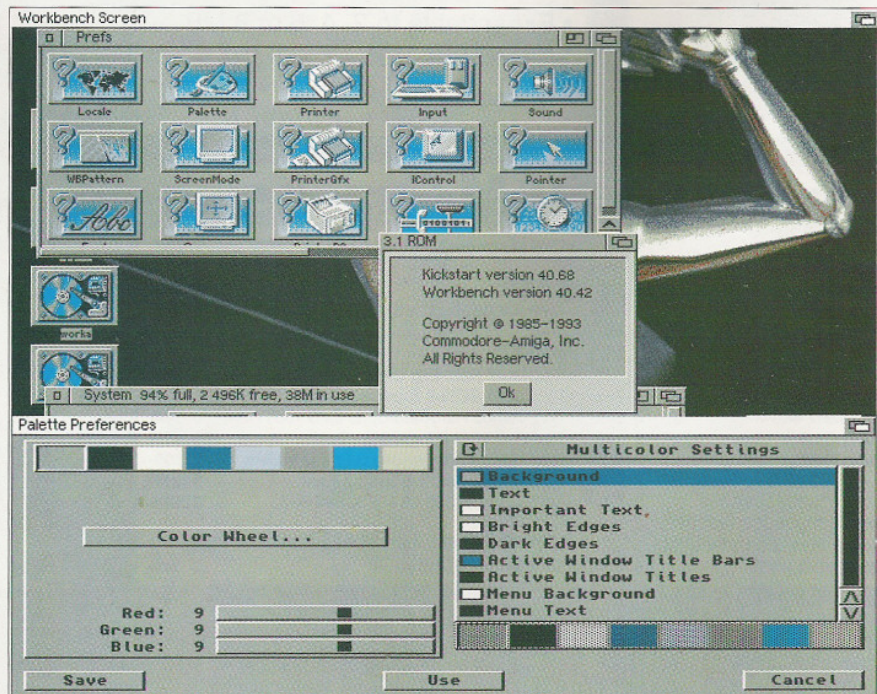 Workbench Screen
Prefs
Locale
Palette
Printer
Input
Sound
WBPattern
ScreenMode
PrinterGfx
IControl
Pointer
Abc
01001011
3.1 ROM
Kickstart version 40.68
Workbench version 40.42
Copyright © 1985-1993
Commodore-Amiga, Inc.
All Rights Reserved.
Ok
works
System 94% full, 2 496K free, 38M in use
Palette Preferences
Multicolor Settings
Background
Text
Important Text
Bright Edges
Dark Edges
Active Window Title Bars
Active Window Titles
Menu Background
Menu Text
Color Wheel...
Red: 9
Green: 9
Blue: 9
Save
Use
Cancel